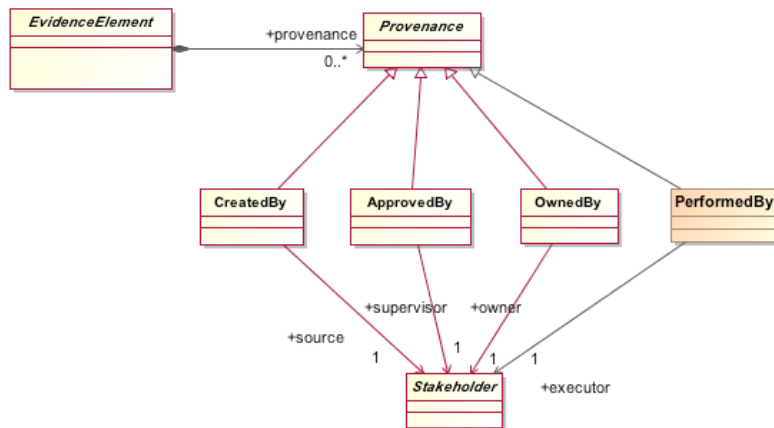 EvidenceElement
Provenance
+provenance
0..*
CreatedBy
ApprovedBy
OwnedBy
PerformedBy
+supervisor
+owner
+source
1
1
1
1
Stakeholder
+executor